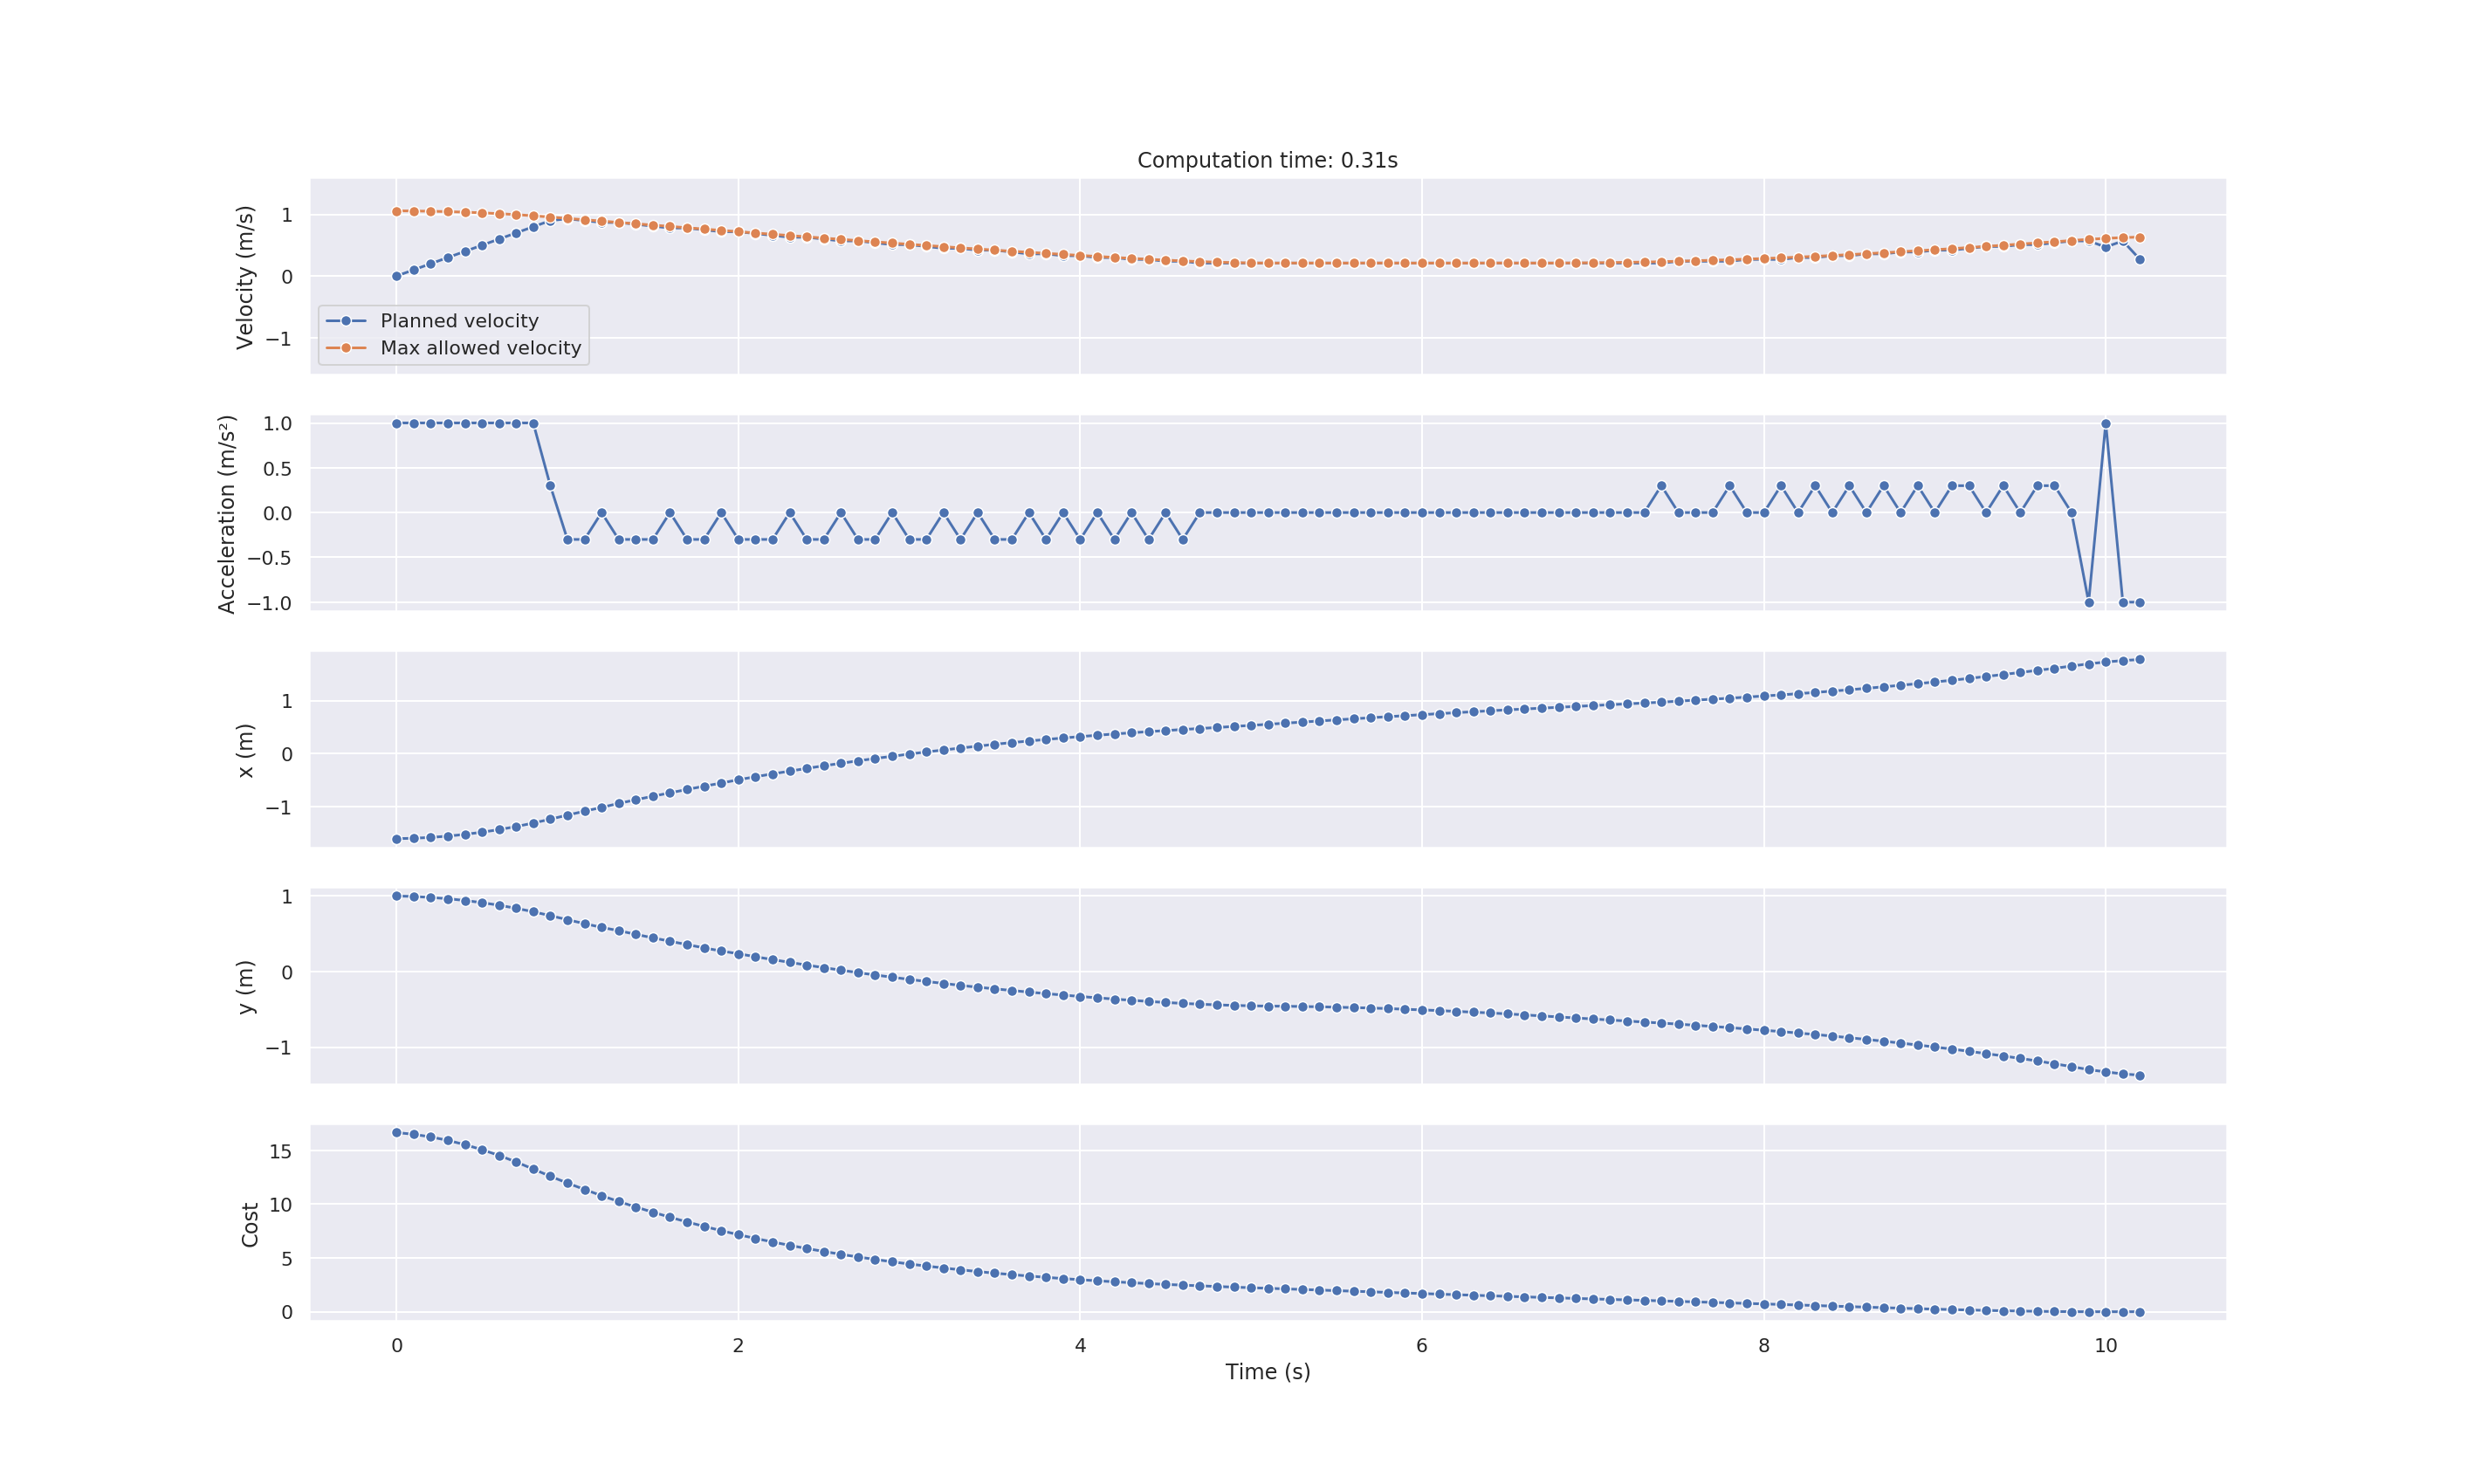 Computation time: 0.31s
Velocity (m/s)
1
0
−1
Planned velocity
Max allowed velocity
Acceleration (m/s²)
1.0
0.5
0.0
−0.5
−1.0
x (m)
1
0
−1
y (m)
1
0
−1
Cost
15
10
5
0
0 2 4 6 8 10
Time (s)